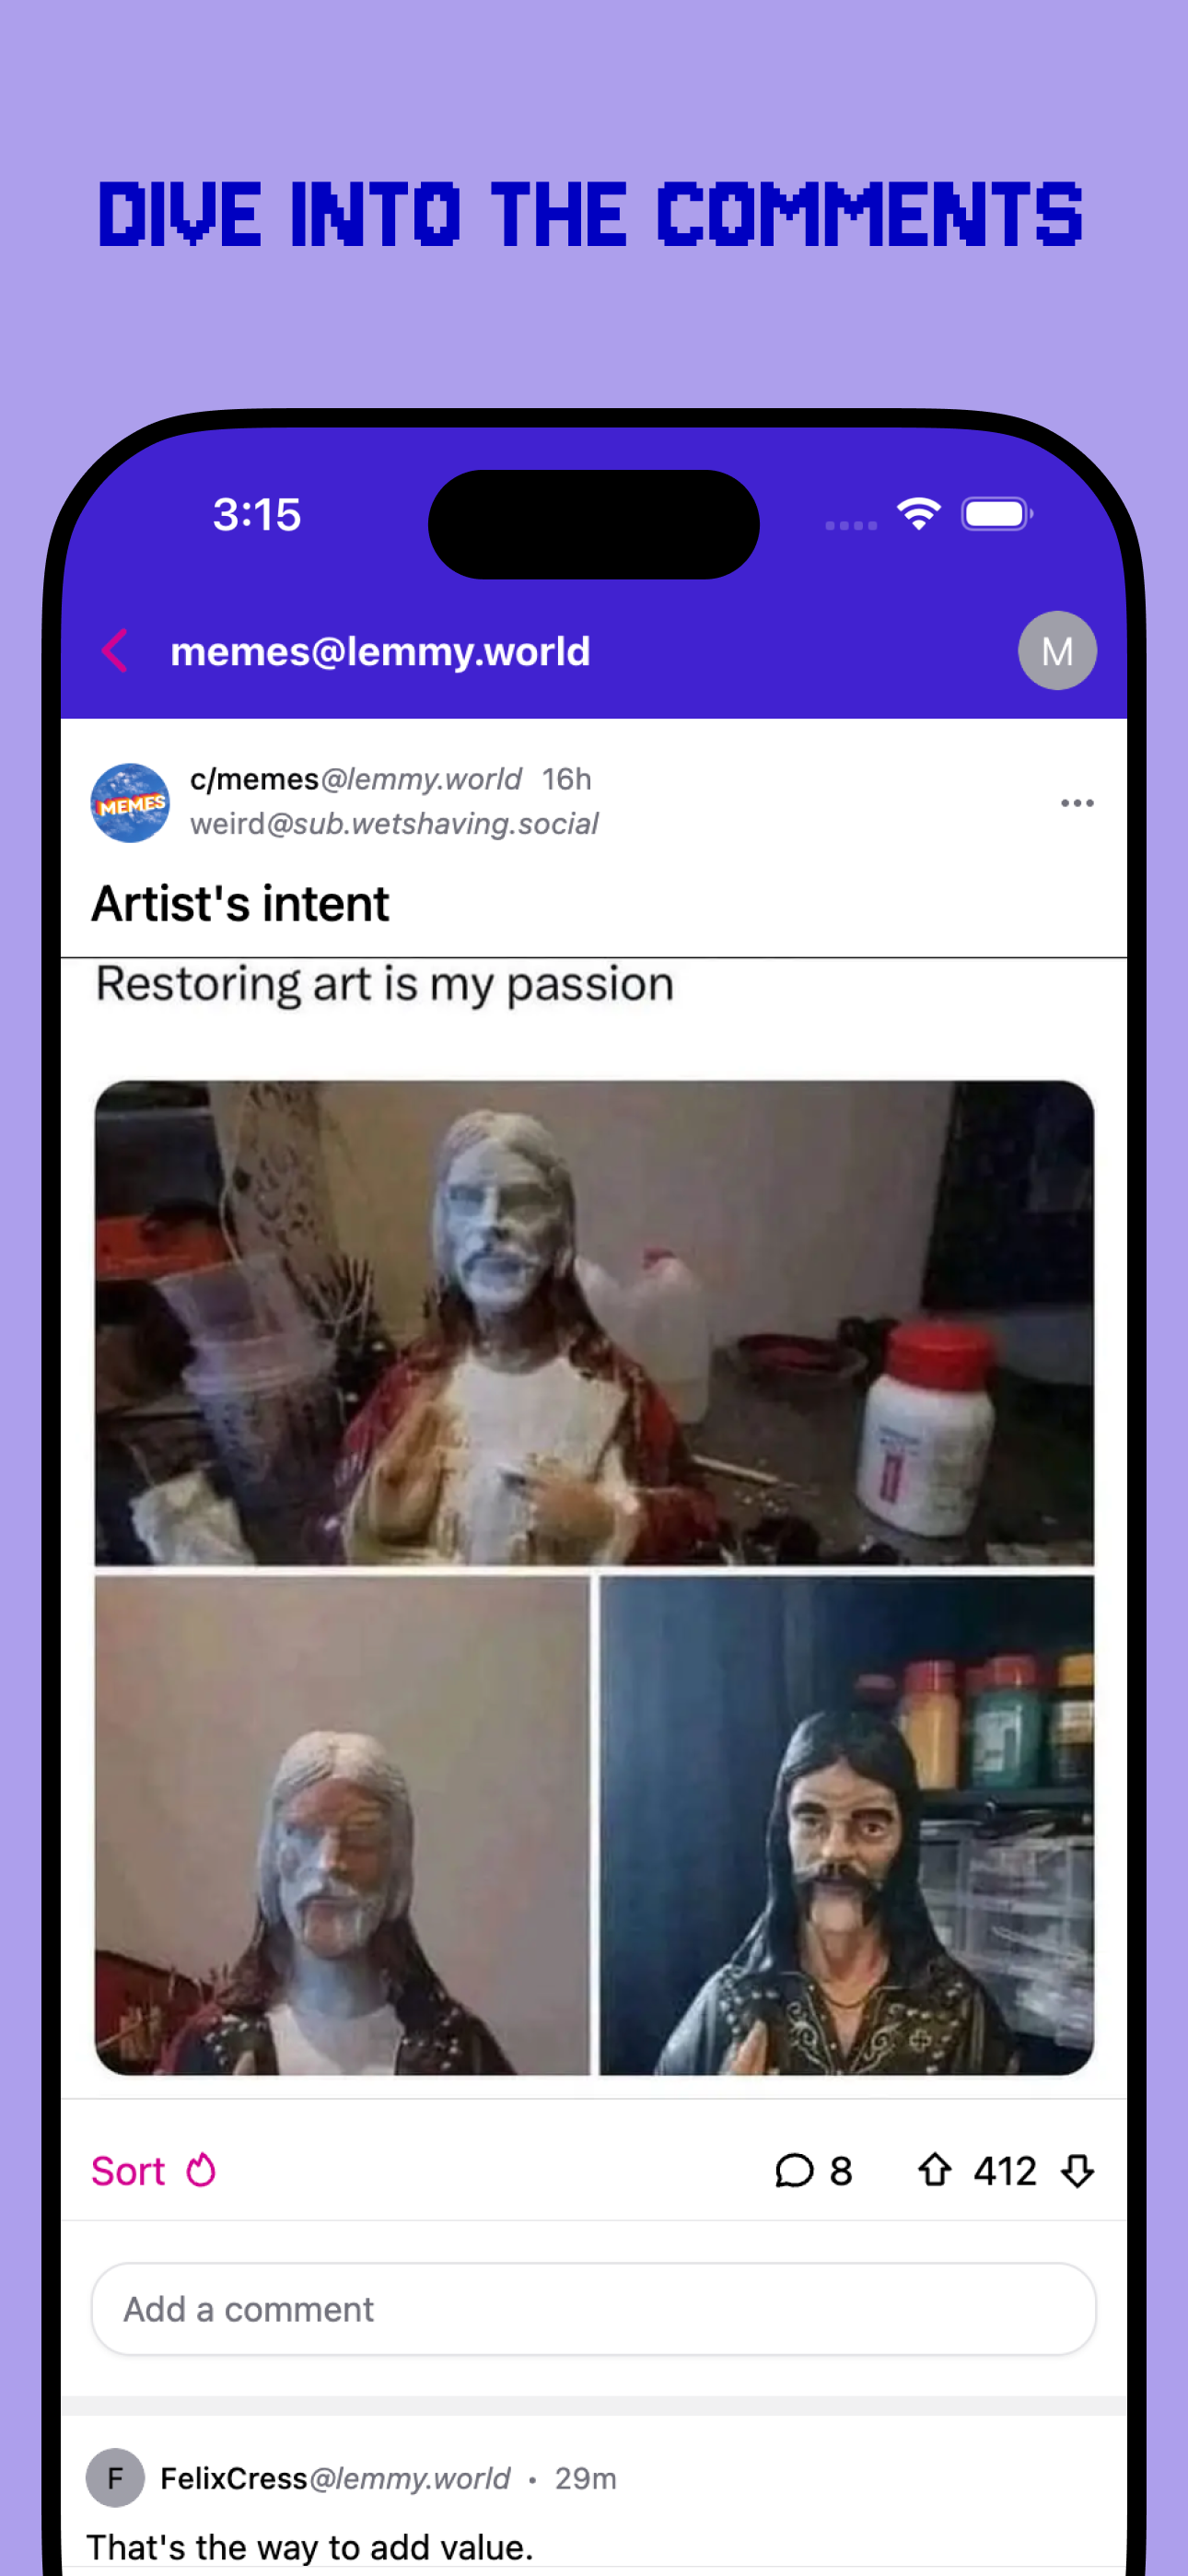 DIVE INTO THE COMMENTS
3:15
memes@lemmy.world
M
MEMES
c/memes@lemmy.world 16h
weird@sub.wetshaving.social
Artist's intent
Restoring art is my passion
Sort
8
412
Add a comment
F
FelixCress@lemmy.world • 29m
That's the way to add value.